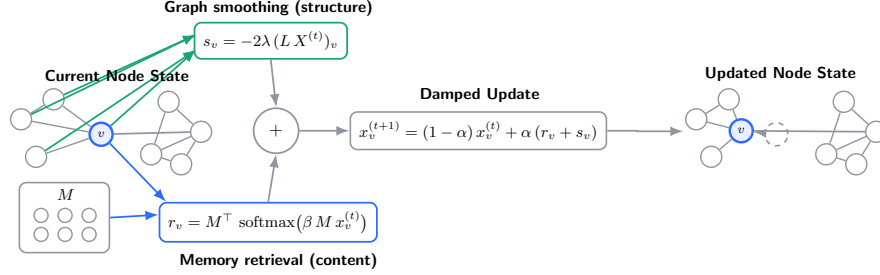 Graph smoothing (structure)
s_v = −2λ (L X^(t))_v
Current Node State
v
M
r_v = M^⊤ softmax(β M x_v^(t))
Memory retrieval (content)
+
Damped Update
x_v^(t+1) = (1 − α) x_v^(t) + α (r_v + s_v)
Updated Node State
v